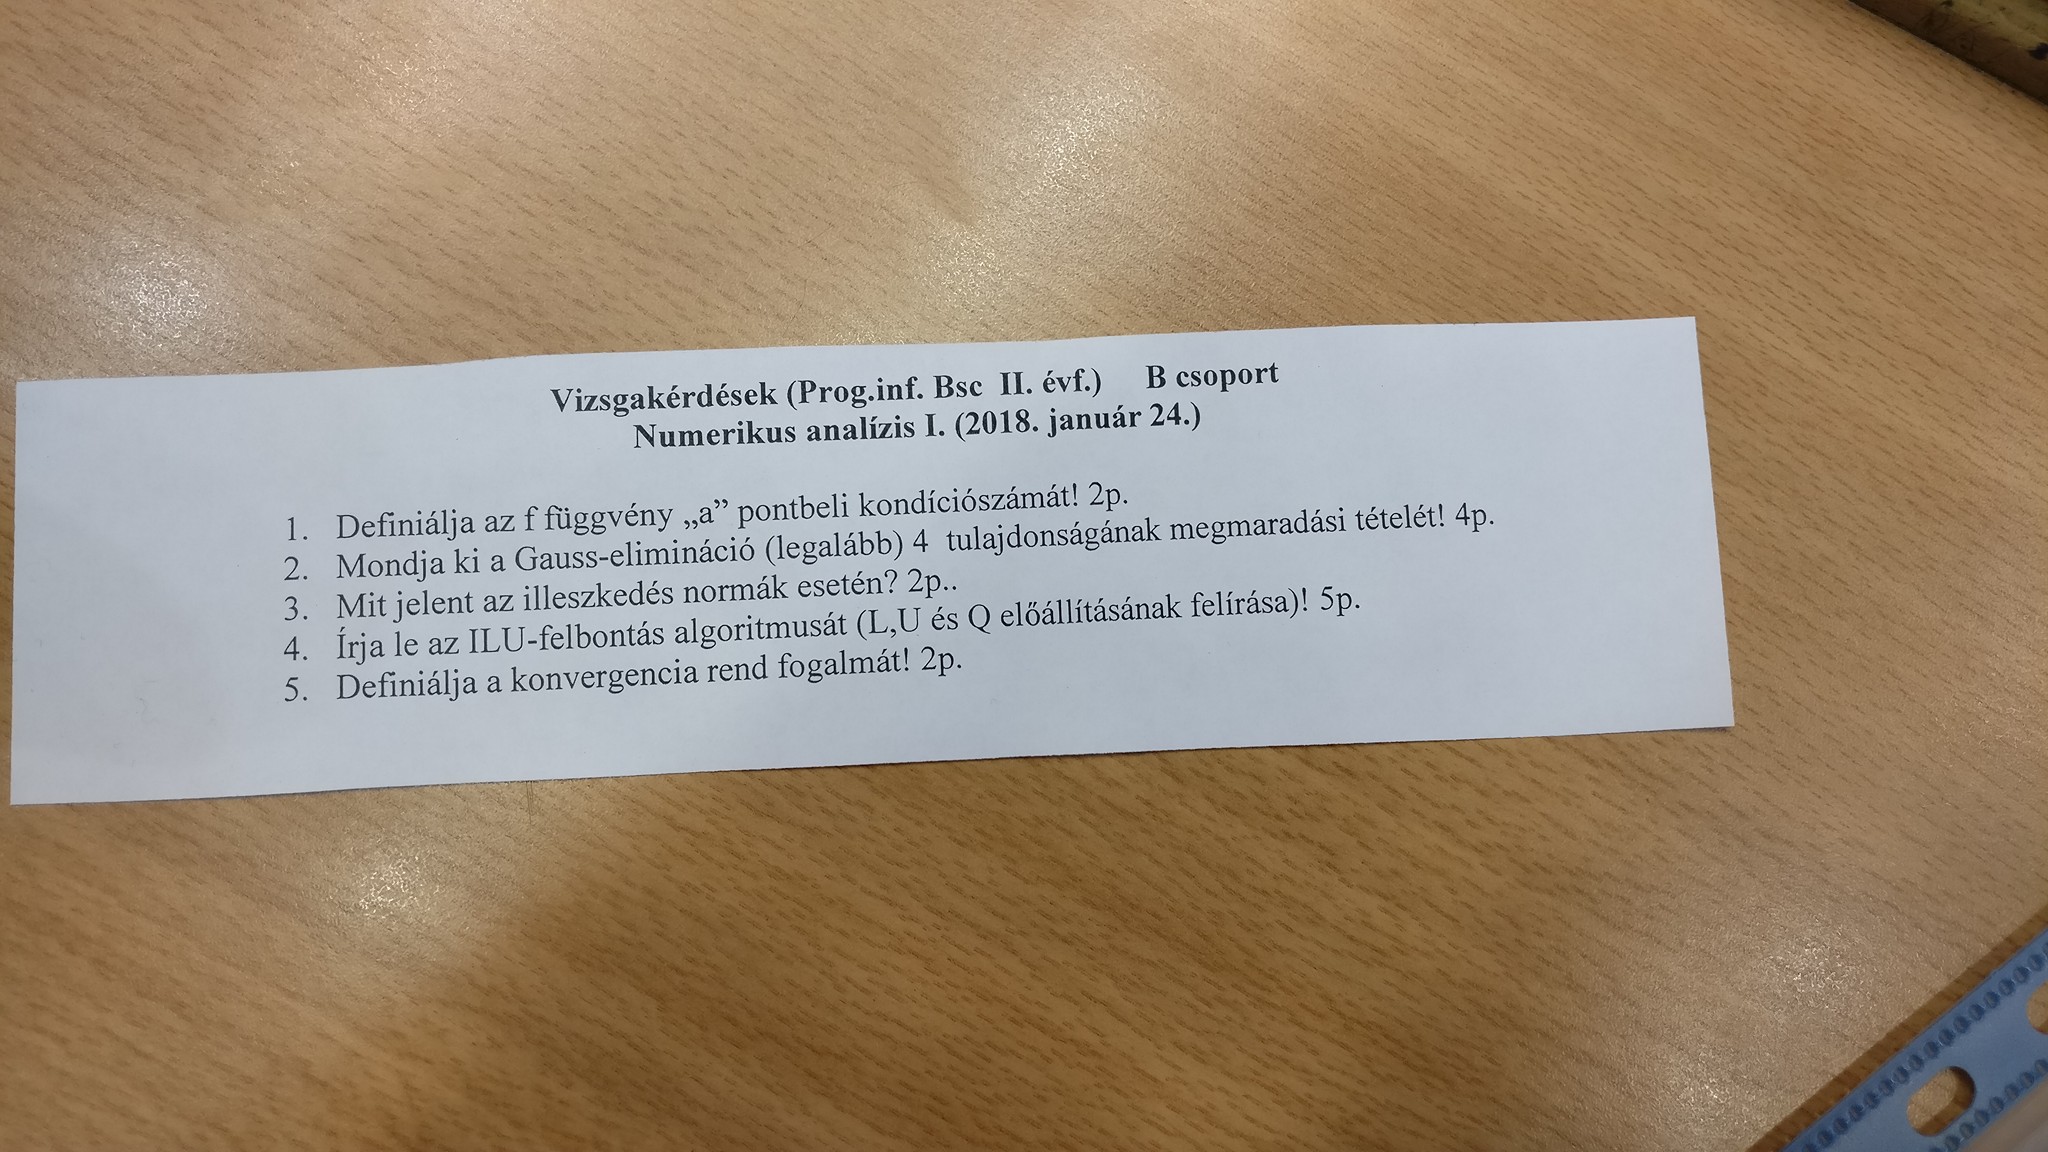 Vizsgakérdések (Prog.inf. Bsc II. évf.) B csoport
Numerikus analízis I. (2018. január 24.)
1. Definiálja az f függvény „a” pontbeli kondíciószámát! 2p.
2. Mondja ki a Gauss-elimináció (legalább) 4 tulajdonságának megmaradási tételét! 4p.
3. Mit jelent az illeszkedés normák esetén? 2p..
4. Írja le az ILU-felbontás algoritmusát (L,U és Q előállításának felírása)! 5p.
5. Definiálja a konvergencia rend fogalmát! 2p.